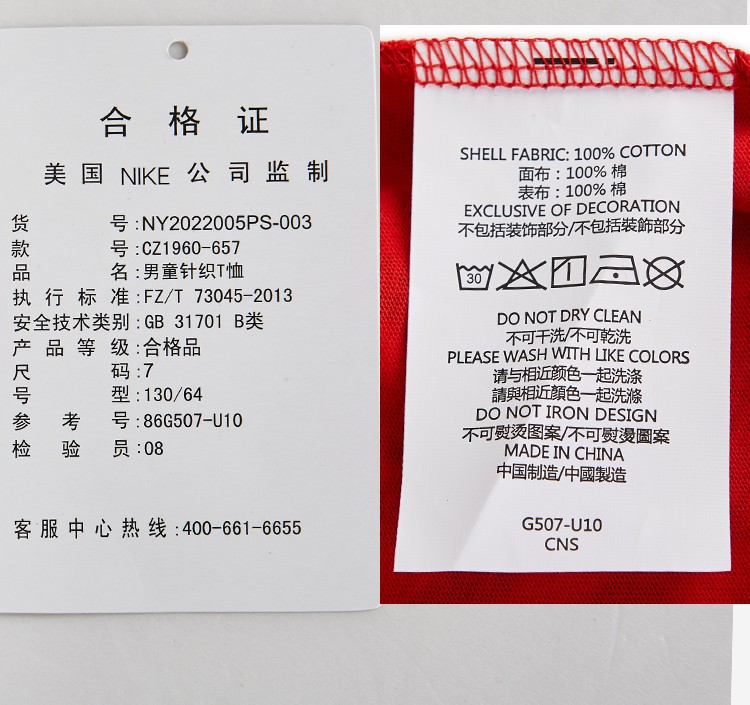 合格证
美国 NIKE 公司监制
货号:NY2022005PS-003
款号:CZ1960-657
品名:男童针织T恤
执行标准:FZ/T 73045-2013
安全技术类别:GB 31701 B类
产品等级:合格品
尺码:7
号型:130/64
参考号:86G507-U10
检验员:08
客服中心热线:400-661-6655
SHELL FABRIC: 100% COTTON
面布：100% 棉
表布：100% 棉
EXCLUSIVE OF DECORATION
不包括装饰部分/不包括裝飾部分
30
DO NOT DRY CLEAN
不可干洗/不可乾洗
PLEASE WASH WITH LIKE COLORS
请与相近颜色一起洗涤
請與相近顏色一起洗滌
DO NOT IRON DESIGN
不可熨烫图案/不可熨燙圖案
MADE IN CHINA
中国制造/中國製造
G507-U10
CNS